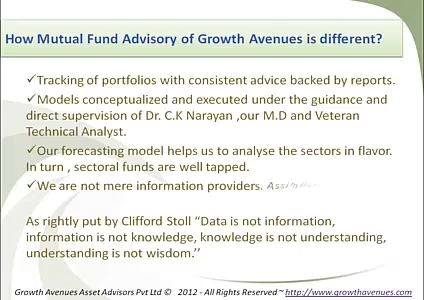 How Mutual Fund Advisory of Growth Avenues is different?
✓Tracking of portfolios with consistent advice backed by reports.
✓Models conceptualized and executed under the guidance and
direct supervision of Dr. C.K Narayan ,our M.D and Veteran
Technical Analyst.
✓Our forecasting model helps us to analyse the sectors in flavor.
In turn , sectoral funds are well tapped.
✓We are not mere information providers.
As rightly put by Clifford Stoll “Data is not information,
information is not knowledge, knowledge is not understanding,
understanding is not wisdom.’’
Growth Avenues Asset Advisors Pvt Ltd © 2012 - All Rights Reserved ~ http://www.growthavenues.com